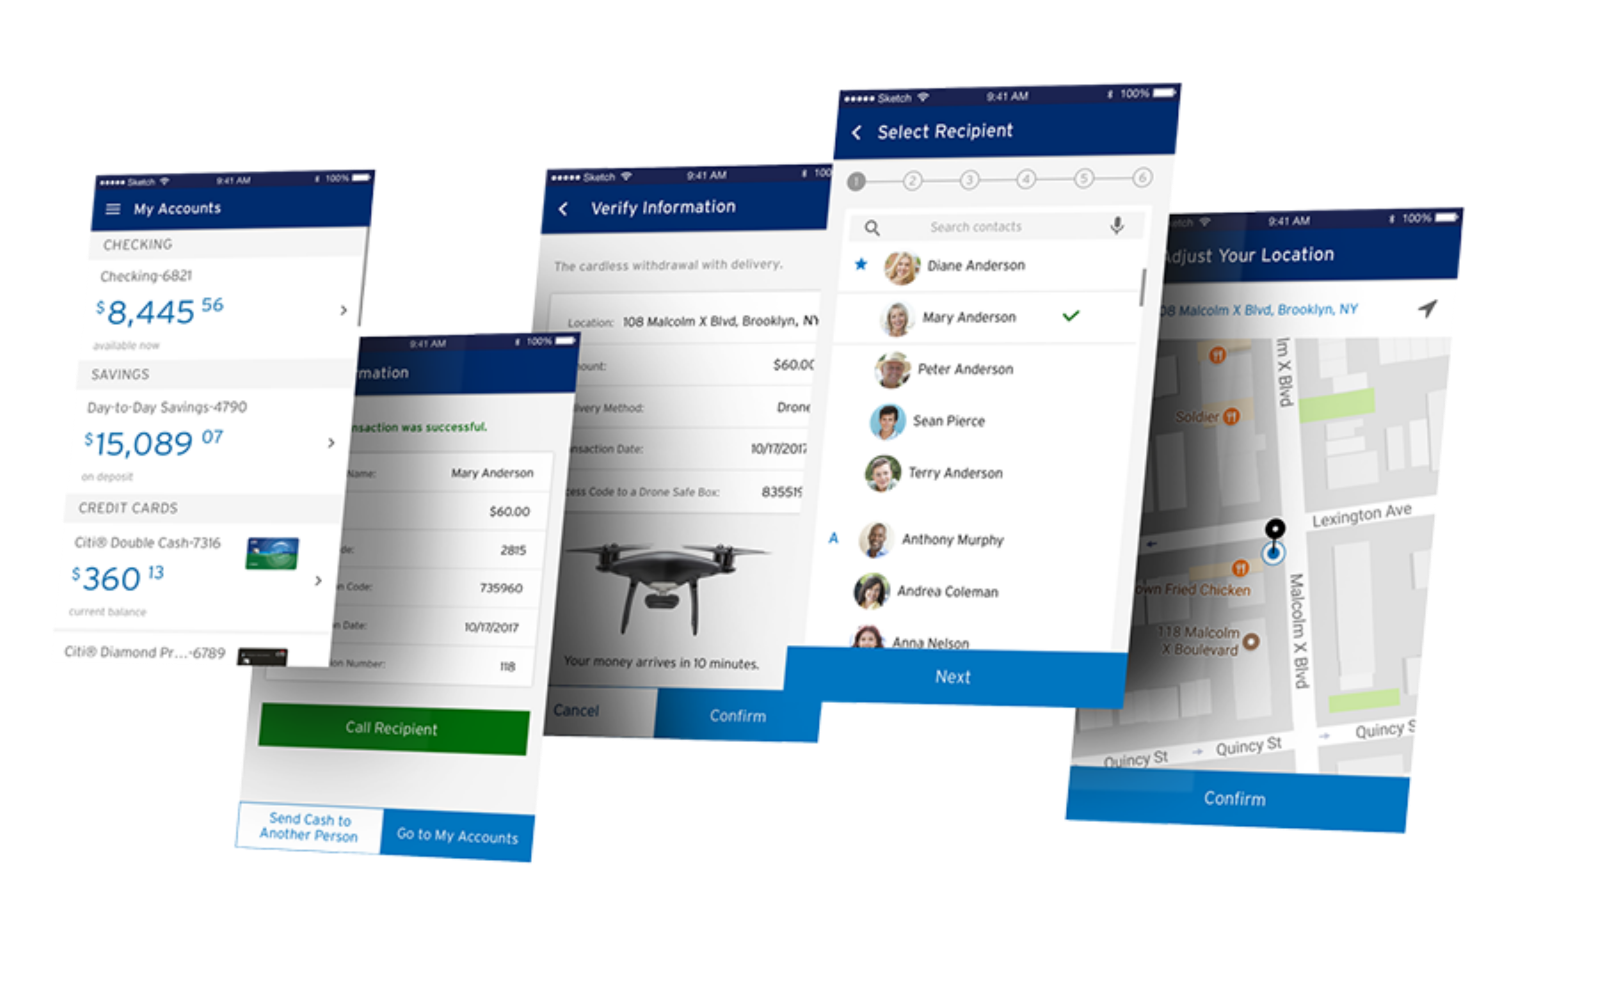 Sketch 9:41 AM 100%
My Accounts
CHECKING
Checking-6821
$8,445 56
available now
SAVINGS
Day-to-Day Savings-4790
$15,089 07
on deposit
CREDIT CARDS
Citi® Double Cash-7316
$360 13
current balance
Citi® Diamond Pr...-6789
9:41 AM 100%
mation
nsaction was successful.
Name: Mary Anderson
$60.00
de: 2815
n Code: 735960
n Date: 10/17/2017
ion Number: 118
Call Recipient
Send Cash to
Another Person
Go to My Accounts
Sketch 9:41 AM 100
Verify Information
The cardless withdrawal with delivery.
Location: 108 Malcolm X Blvd, Brooklyn, NY
ount: $60.00
ivery Method: Drone
nsaction Date: 10/17/2017
cess Code to a Drone Safe Box: 835519
Your money arrives in 10 minutes.
Cancel
Confirm
Sketch 9:41 AM 100%
Select Recipient
1 2 3 4 5 6
Search contacts
Diane Anderson
Mary Anderson
Peter Anderson
Sean Pierce
Terry Anderson
A Anthony Murphy
Andrea Coleman
Anna Nelson
Next
etch 9:41 AM 100%
Adjust Your Location
08 Malcolm X Blvd, Brooklyn, NY
lm X Blvd
Soldier
Lexington Ave
own Fried Chicken
118 Malcolm
X Boulevard
Malcolm X Blvd
Quincy St
Quincy St
Quincy S
Confirm